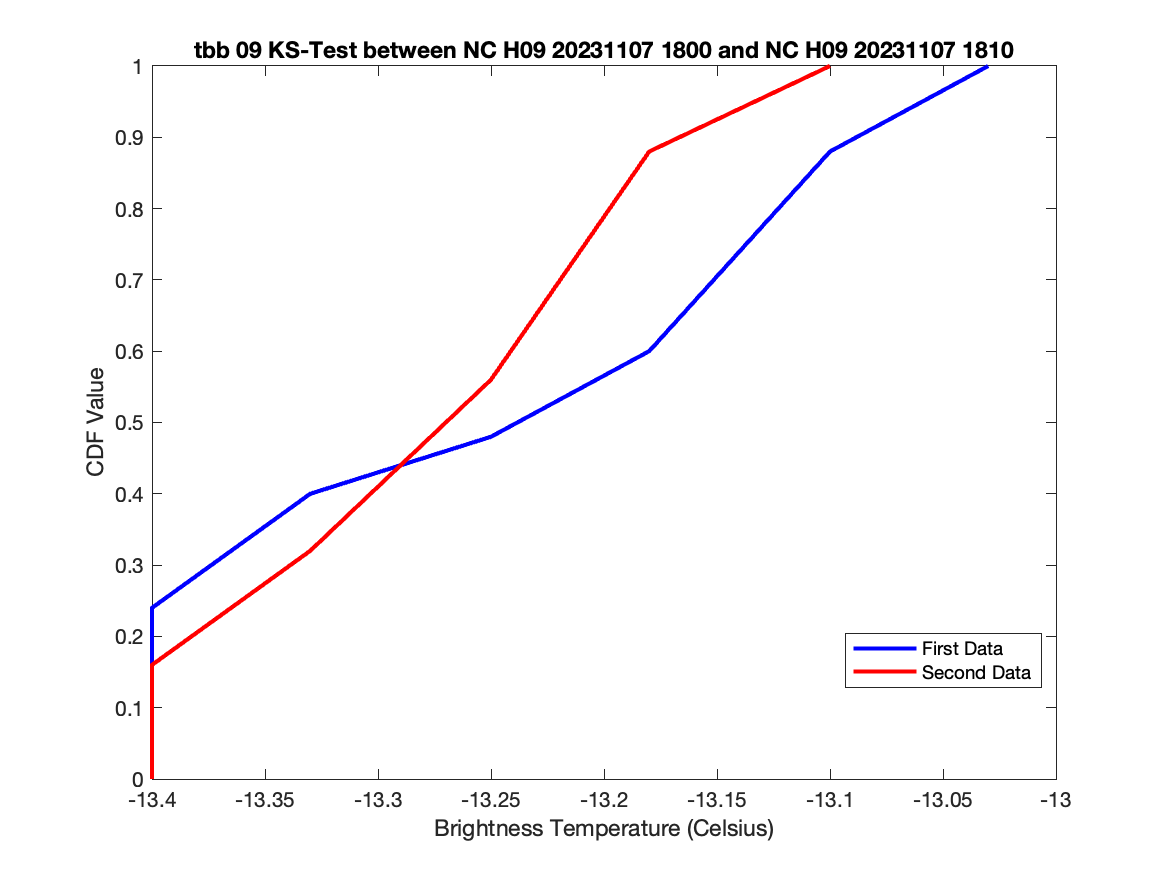 tbb 09 KS-Test between NC H09 20231107 1800 and NC H09 20231107 1810
1
0.9
0.8
0.7
0.6
0.5
0.4
0.3
0.2
0.1
0
CDF Value
First Data
Second Data
-13.4 -13.35 -13.3 -13.25 -13.2 -13.15 -13.1 -13.05 -13
Brightness Temperature (Celsius)